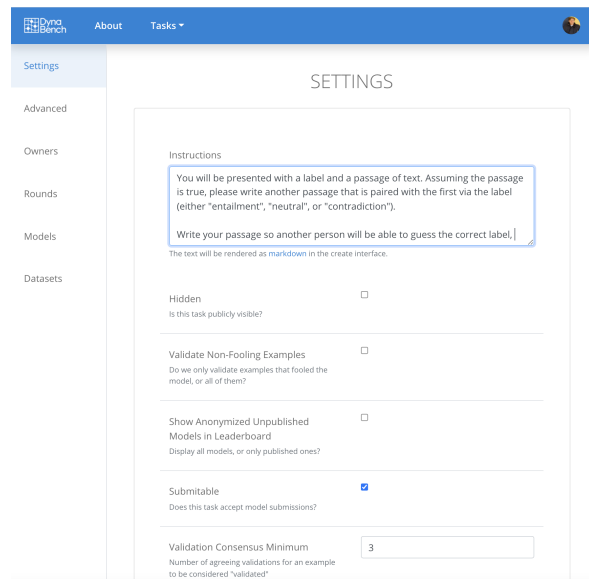 Dyna
Bench
About
Tasks
Settings
Advanced
Owners
Rounds
Models
Datasets
SETTINGS
Instructions
You will be presented with a label and a passage of text. Assuming the passage
is true, please write another passage that is paired with the first via the label
(either "entailment", "neutral", or "contradiction").
Write your passage so another person will be able to guess the correct label,
The text will be rendered as markdown in the create interface.
Hidden
Is this task publicly visible?
Validate Non-Fooling Examples
Do we only validate examples that fooled the
model, or all of them?
Show Anonymized Unpublished
Models in Leaderboard
Display all models, or only published ones?
Submitable
Does this task accept model submissions?
Validation Consensus Minimum
3
Number of agreeing validations for an example
to be considered "validated"